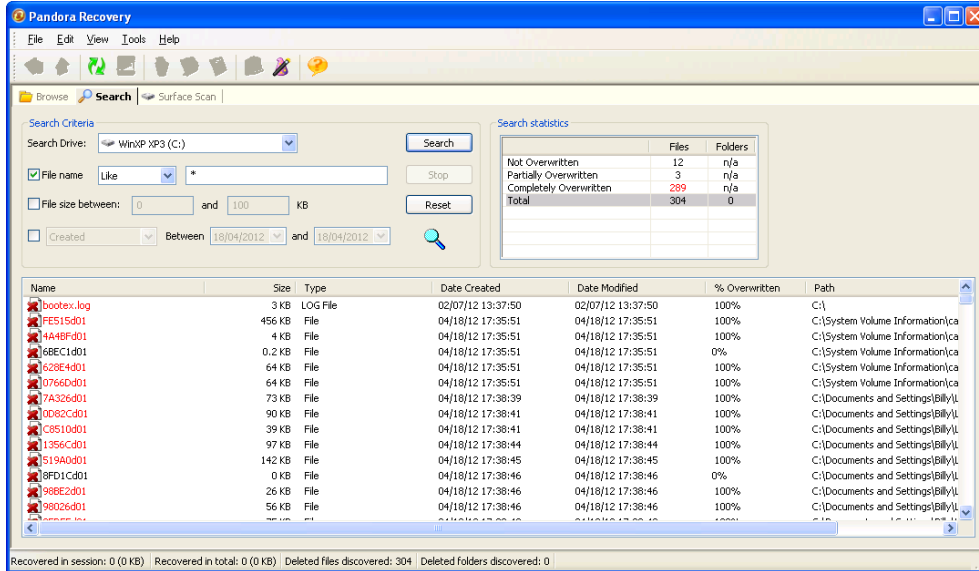 Pandora Recovery
File Edit View Tools Help
Browse Search Surface Scan
Search Criteria
Search Drive: WinXP XP3 (C:) Search
File name Like * Stop
File size between: 0 and 100 KB Reset
Created Between 18/04/2012 and 18/04/2012
Search statistics
Files Folders
Not Overwritten 12 n/a
Partially Overwritten 3 n/a
Completely Overwritten 289 n/a
Total 304 0
Name Size Type Date Created Date Modified % Overwritten Path
bootex.log 3 KB LOG File 02/07/12 13:37:50 02/07/12 13:37:50 100% C:\
FE515d01 456 KB File 04/18/12 17:35:51 04/18/12 17:35:51 100% C:\System Volume Information\ca
4A4BFd01 4 KB File 04/18/12 17:35:51 04/18/12 17:35:51 100% C:\System Volume Information\ca
6BEC1d01 0.2 KB File 04/18/12 17:35:51 04/18/12 17:35:51 0% C:\System Volume Information\ca
628E4d01 64 KB File 04/18/12 17:35:51 04/18/12 17:35:51 100% C:\System Volume Information\ca
0766Dd01 64 KB File 04/18/12 17:35:51 04/18/12 17:35:51 100% C:\System Volume Information\ca
7A326d01 73 KB File 04/18/12 17:38:39 04/18/12 17:38:39 100% C:\Documents and Settings\Billy\L
0D82Cd01 90 KB File 04/18/12 17:38:41 04/18/12 17:38:41 100% C:\Documents and Settings\Billy\L
C8510d01 39 KB File 04/18/12 17:38:41 04/18/12 17:38:41 100% C:\Documents and Settings\Billy\L
1356Cd01 97 KB File 04/18/12 17:38:44 04/18/12 17:38:44 100% C:\Documents and Settings\Billy\L
519A0d01 142 KB File 04/18/12 17:38:45 04/18/12 17:38:45 100% C:\Documents and Settings\Billy\L
8FD1Cd01 0 KB File 04/18/12 17:38:46 04/18/12 17:38:46 0% C:\Documents and Settings\Billy\L
98BE2d01 26 KB File 04/18/12 17:38:46 04/18/12 17:38:46 100% C:\Documents and Settings\Billy\L
98026d01 56 KB File 04/18/12 17:38:46 04/18/12 17:38:46 100% C:\Documents and Settings\Billy\L
Recovered in session: 0 (0 KB) Recovered in total: 0 (0 KB) Deleted files discovered: 304 Deleted folders discovered: 0